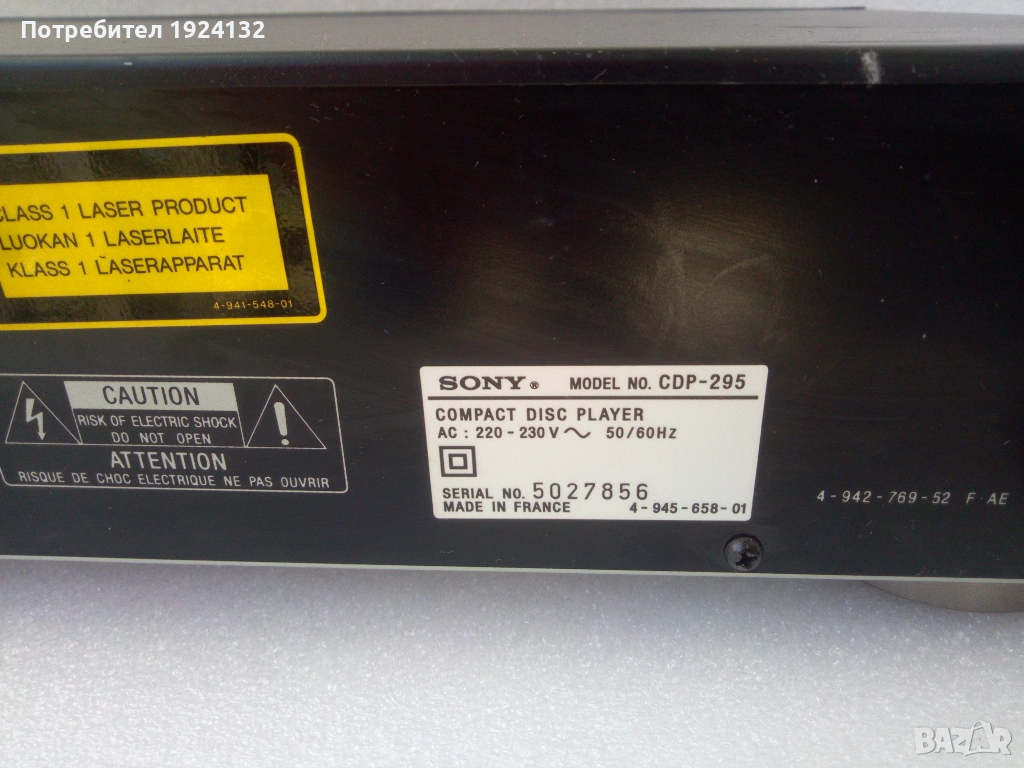 Потребител 1924132
CLASS 1 LASER PRODUCT
LUOKAN 1 LASERLAITE
KLASS 1 LASERAPPARAT
4-941-548-01
CAUTION
RISK OF ELECTRIC SHOCK
DO NOT OPEN
ATTENTION
RISQUE DE CHOC ELECTRIQUE NE PAS OUVRIR
SONY® MODEL NO. CDP-295
COMPACT DISC PLAYER
AC : 220 - 230 V ~ 50/60Hz
SERIAL NO. 5027856
MADE IN FRANCE 4-945-658-01
4-942-769-52 F AE
BAZAR